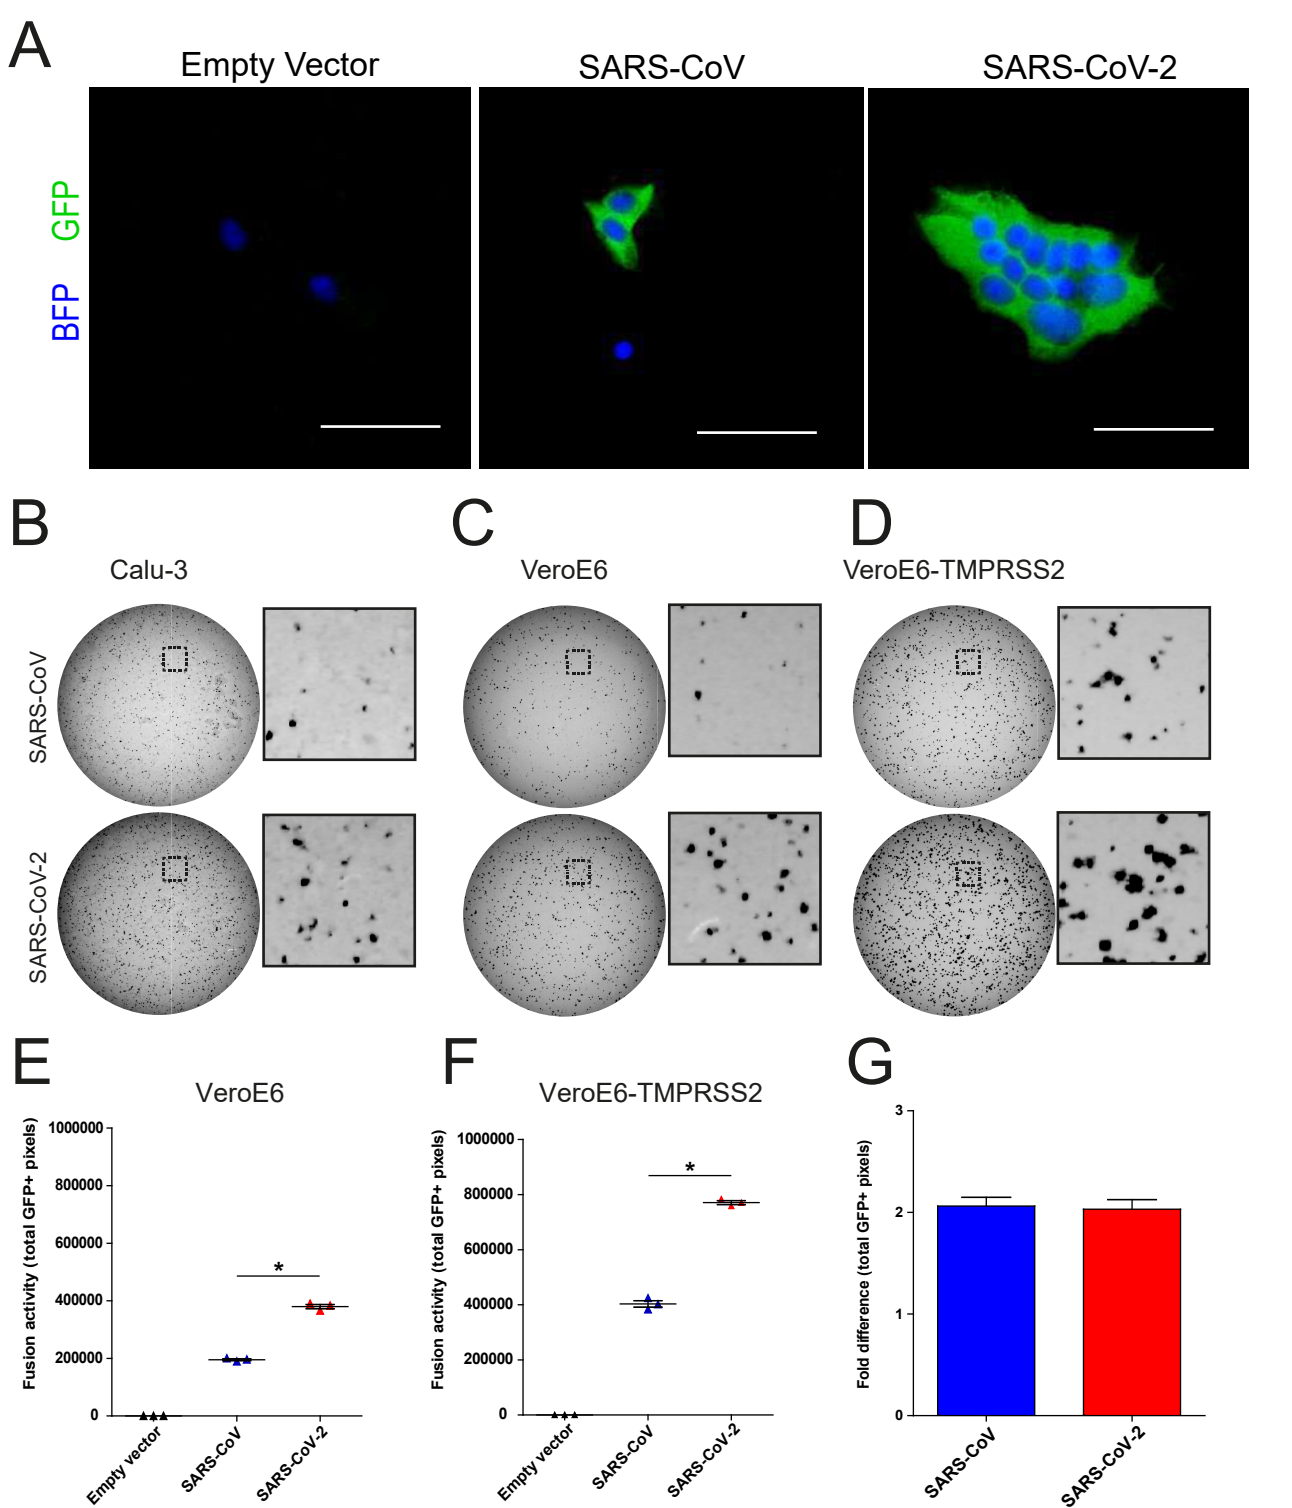 A
Empty Vector
SARS-CoV
SARS-CoV-2
BFP GFP
B
C
D
Calu-3
VeroE6
VeroE6-TMPRSS2
SARS-CoV
SARS-CoV-2
E
F
G
VeroE6
VeroE6-TMPRSS2
Fusion activity (total GFP+ pixels)
1000000
800000
600000
400000
200000
0
*
Empty vector
SARS-CoV
SARS-CoV-2
Fusion activity (total GFP+ pixels)
1000000
800000
600000
400000
200000
0
*
Empty vector
SARS-CoV
SARS-CoV-2
Fold difference (total GFP+ pixels)
3
2
1
0
SARS-CoV
SARS-CoV-2